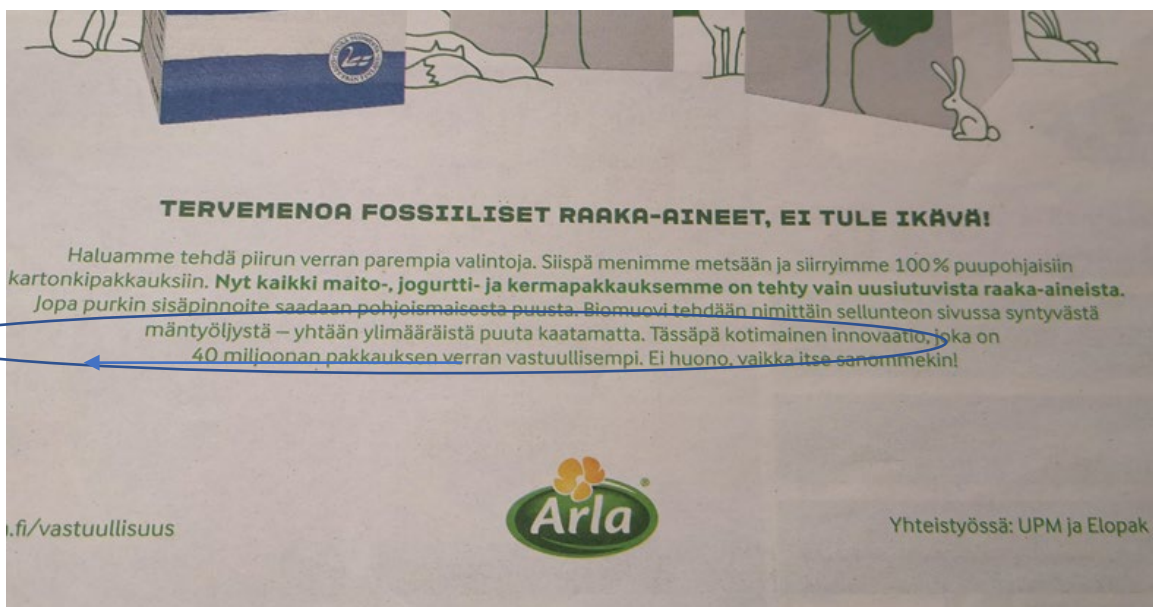 TERVEMENOA FOSSIILISET RAAKA-AINEET, EI TULE IKÄVÄ!
Haluamme tehdä piirun verran parempia valintoja. Siispä menimme metsään ja siirryimme 100% puupohjaisiin
kartonkipakkauksiin. Nyt kaikki maito-, jogurtti- ja kermapakkauksemme on tehty vain uusiutuvista raaka-aineista.
Jopa purkin sisäpinnoite saadaan pohjoismaisesta puusta. Biomuovi tehdään nimittäin sellunteon sivussa syntyvästä
mäntyöljystä – yhtään ylimääräistä puuta kaatamatta. Tässäpä kotimainen innovaatio, joka on
40 miljoonan pakkauksen verran vastuullisempi. Ei huono, vaikka itse sanommekin!
Arla
.fi/vastuullisuus
Yhteistyössä: UPM ja Elopak